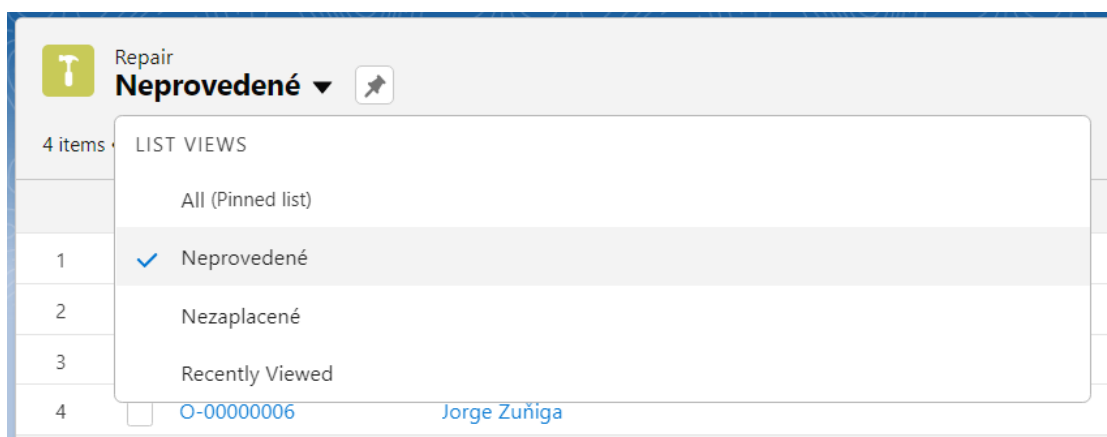 Repair
Neprovedené
4 items •
LIST VIEWS
All (Pinned list)
Neprovedené
Nezaplacené
Recently Viewed
1
2
3
4 O-00000006 Jorge Zuňiga